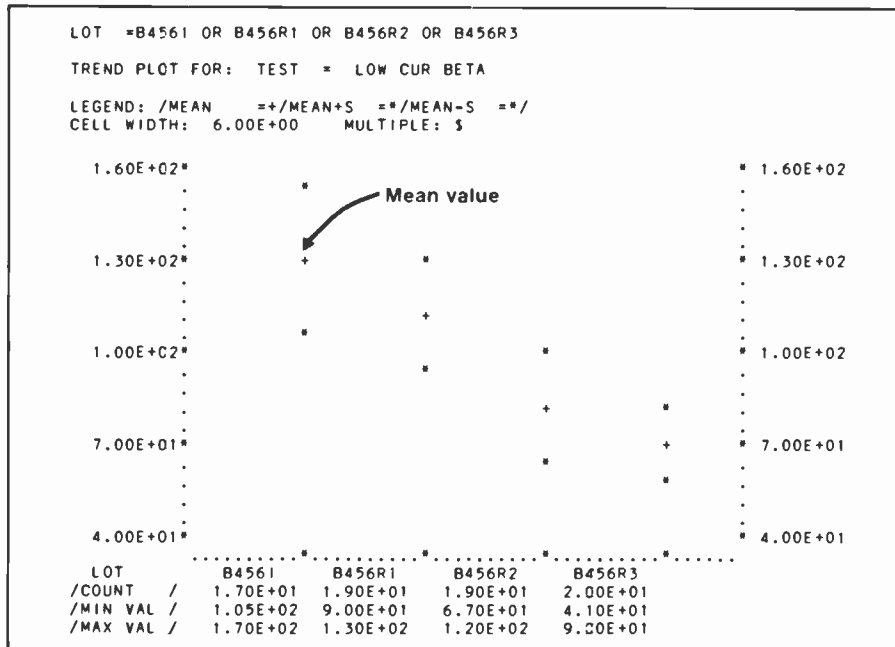 LOT =B4561 OR B456R1 OR B456R2 OR B456R3
TREND PLOT FOR: TEST = LOW CUR BETA
LEGEND: /MEAN =+/MEAN+S =*/MEAN-S =*/
CELL WIDTH: 6.00E+00 MULTIPLE: $
1.60E+02* * 1.60E+02
Mean value
1.30E+02* * 1.30E+02
1.00E+02* * 1.00E+02
7.00E+01* * 7.00E+01
4.00E+01* * 4.00E+01
LOT B4561 B456R1 B456R2 B456R3
/COUNT / 1.70E+01 1.90E+01 1.90E+01 2.00E+01
/MIN VAL / 1.05E+02 9.00E+01 6.70E+01 4.10E+01
/MAX VAL / 1.70E+02 1.30E+02 1.20E+02 9.00E+01